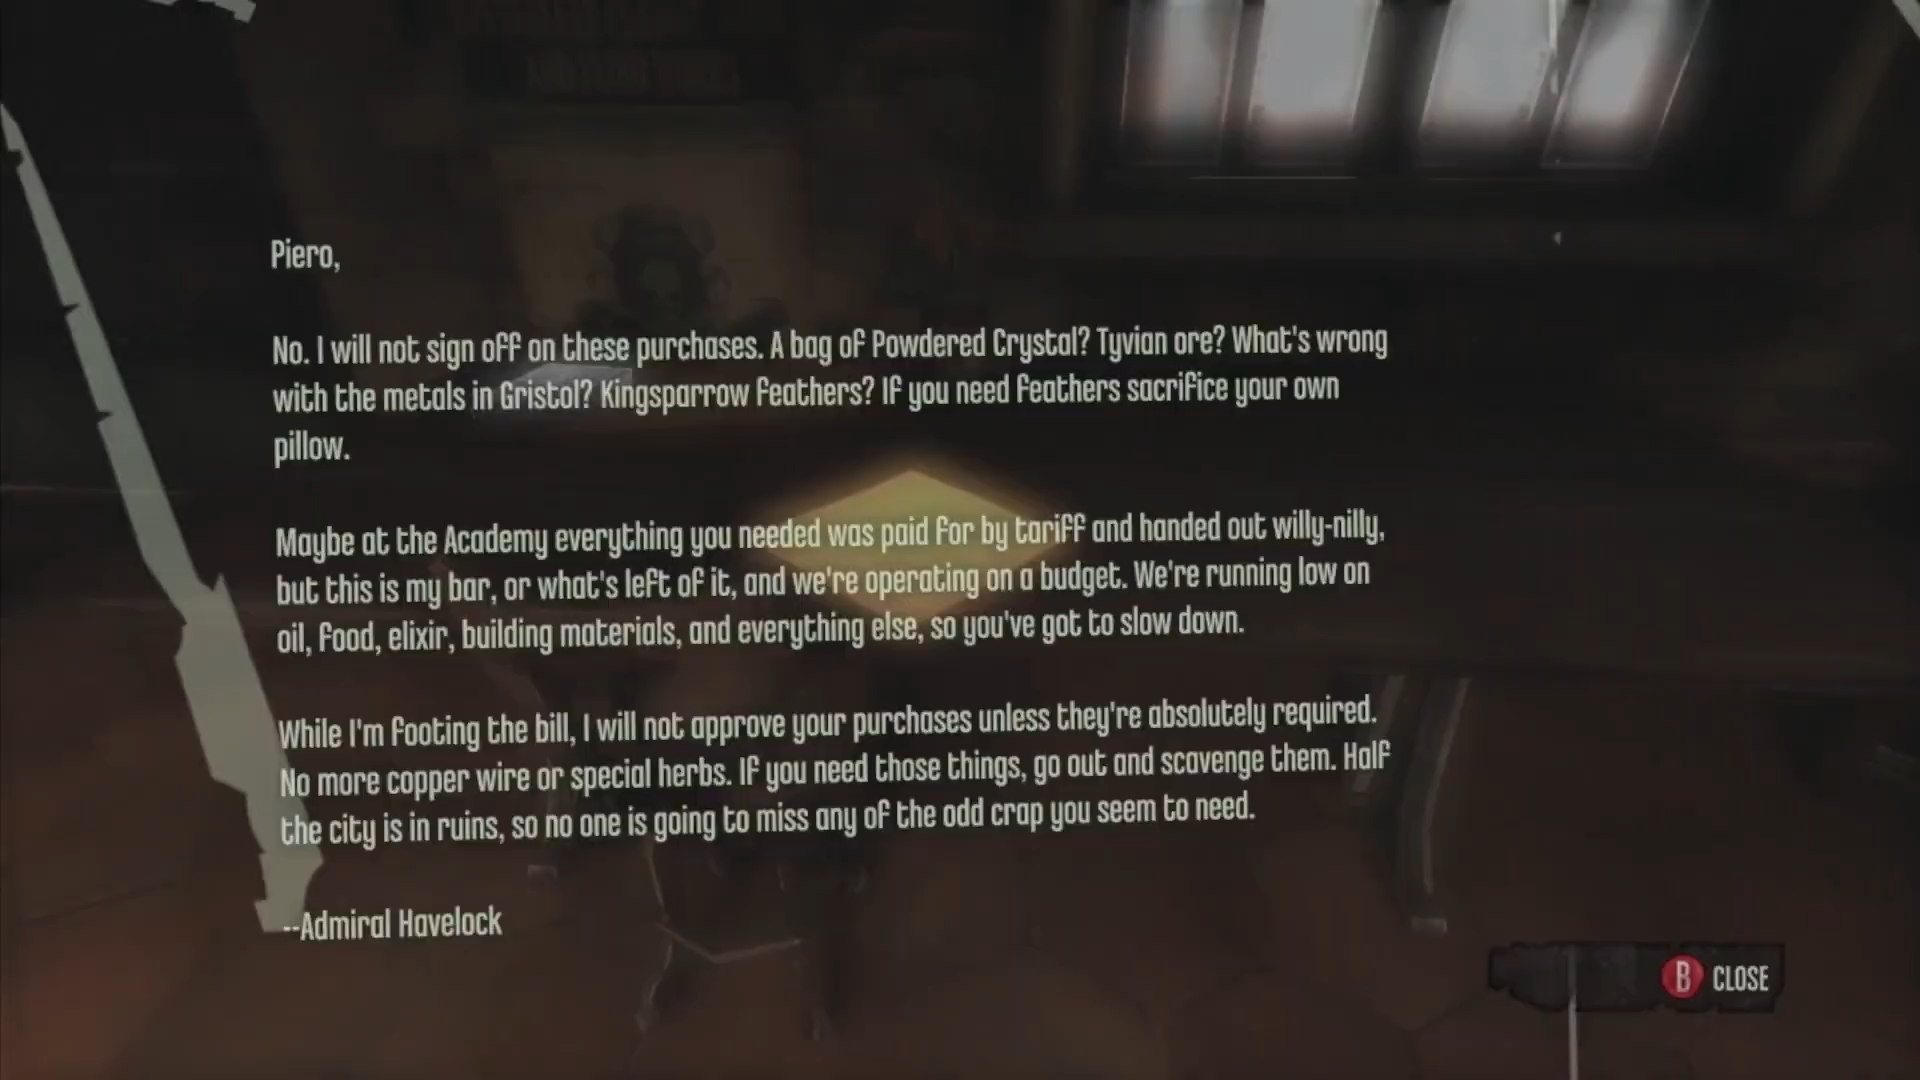 Piero,
No. I will not sign off on these purchases. A bag of Powdered Crystal? Tyvian ore? What's wrong
with the metals in Gristol? Kingsparrow feathers? If you need feathers sacrifice your own
pillow.
Maybe at the Academy everything you needed was paid for by tariff and handed out willy-nilly,
but this is my bar, or what's left of it, and we're operating on a budget. We're running low on
oil, food, elixir, building materials, and everything else, so you've got to slow down.
While I'm footing the bill, I will not approve your purchases unless they're absolutely required.
No more copper wire or special herbs. If you need those things, go out and scavenge them. Half
the city is in ruins, so no one is going to miss any of the odd crap you seem to need.
--Admiral Havelock
B CLOSE